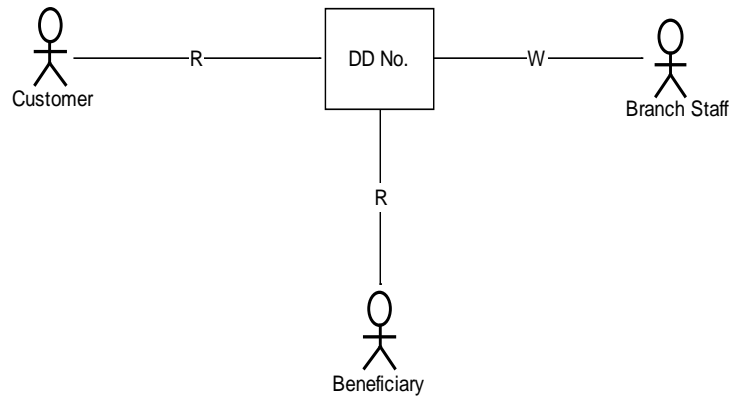 R
DD No.
W
Customer
Branch Staff
R
Beneficiary